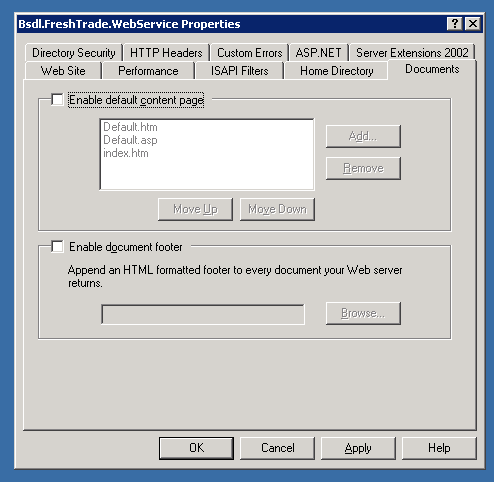 Bsdl.FreshTrade.WebService Properties
Directory Security
HTTP Headers
Custom Errors
ASP.NET
Server Extensions 2002
Web Site
Performance
ISAPI Filters
Home Directory
Documents
Enable default content page
Default.htm
Default.asp
index.htm
Add...
Remove
Move Up
Move Down
Enable document footer
Append an HTML formatted footer to every document your Web server
returns.
Browse...
OK
Cancel
Apply
Help